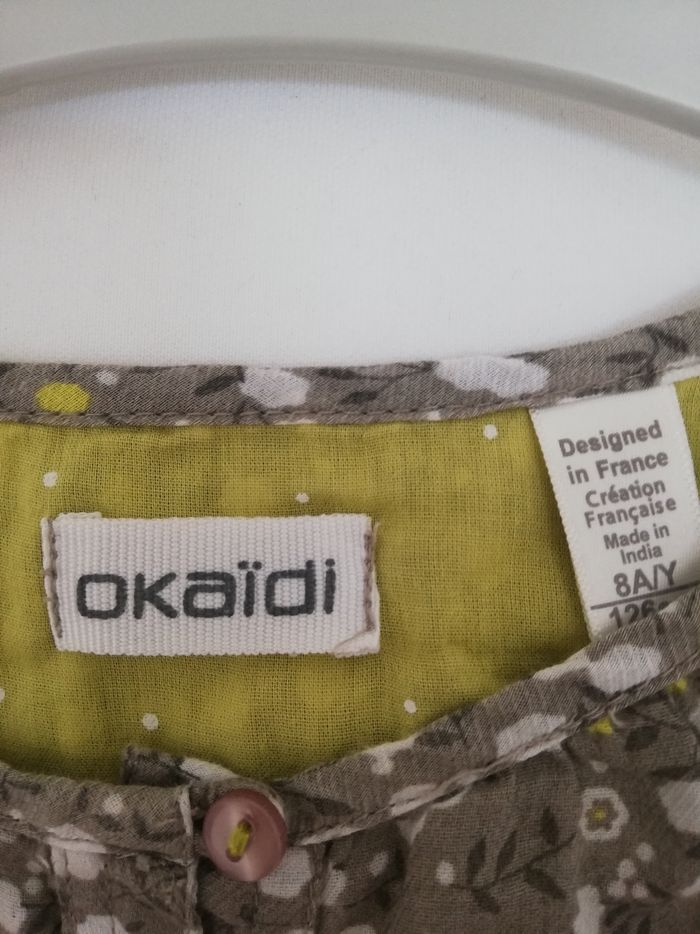 okaïdi
Designed
in France
Création
Française
Made in
India
8A/Y